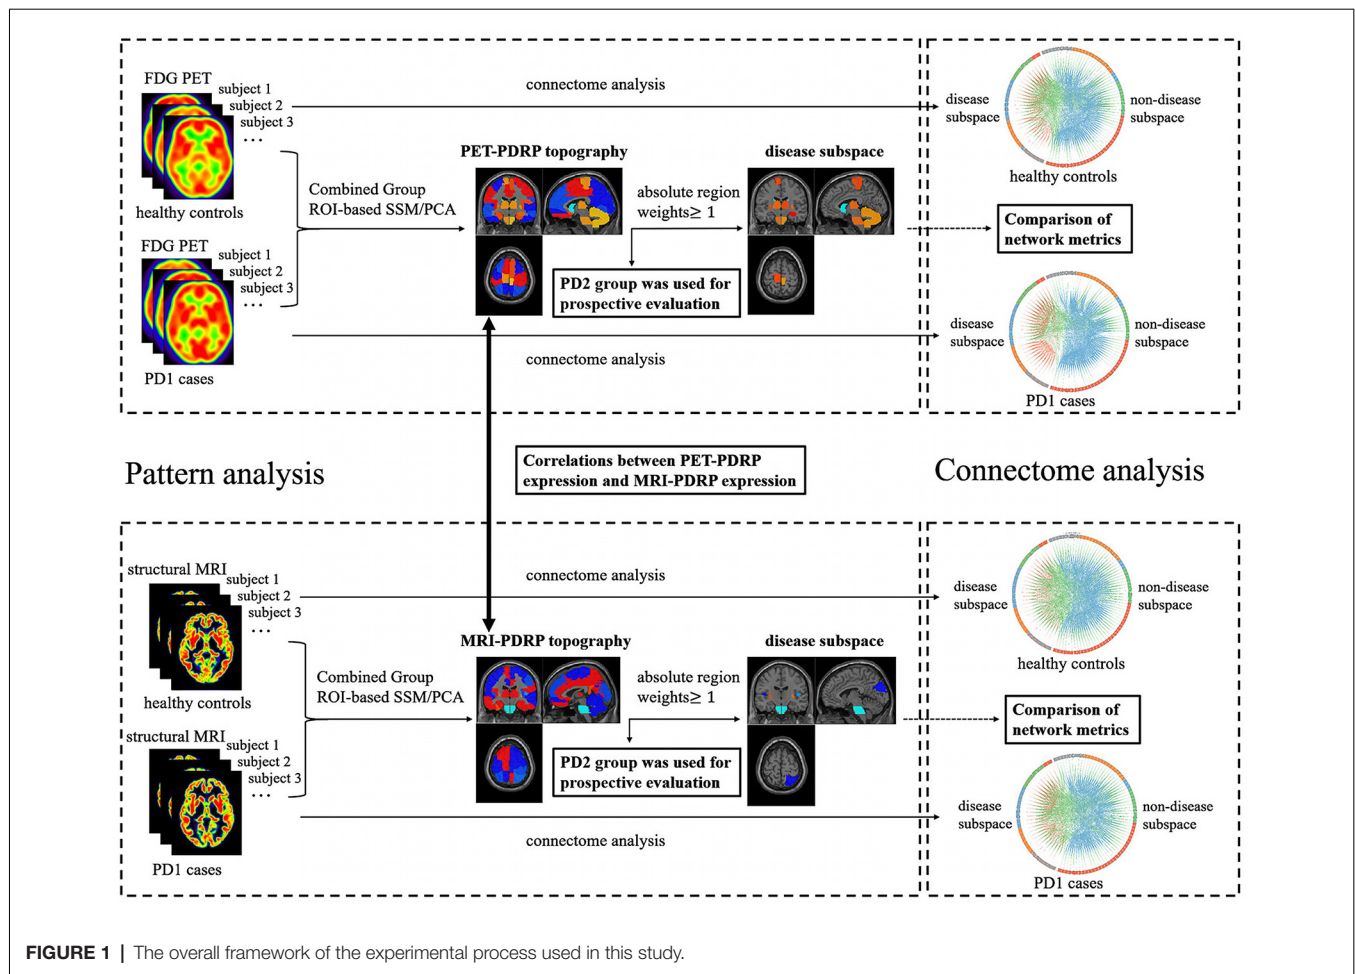 FDG PET
subject 1
subject 2
subject 3
...
healthy controls
FDG PET
subject 1
subject 2
subject 3
...
PD1 cases
connectome analysis
Combined Group
ROI-based SSM/PCA
PET-PDRP topography
absolute region
weights≥ 1
disease subspace
PD2 group was used for
prospective evaluation
connectome analysis
disease
subspace
non-disease
subspace
healthy controls
Comparison of
network metrics
disease
subspace
non-disease
subspace
PD1 cases
Pattern analysis
Correlations between PET-PDRP
expression and MRI-PDRP expression
Connectome analysis
structural MRI
subject 1
subject 2
subject 3
...
healthy controls
structural MRI
subject 1
subject 2
subject 3
...
PD1 cases
connectome analysis
Combined Group
ROI-based SSM/PCA
MRI-PDRP topography
absolute region
weights≥ 1
disease subspace
PD2 group was used for
prospective evaluation
connectome analysis
disease
subspace
non-disease
subspace
healthy controls
Comparison of
network metrics
disease
subspace
non-disease
subspace
PD1 cases
FIGURE 1 | The overall framework of the experimental process used in this study.